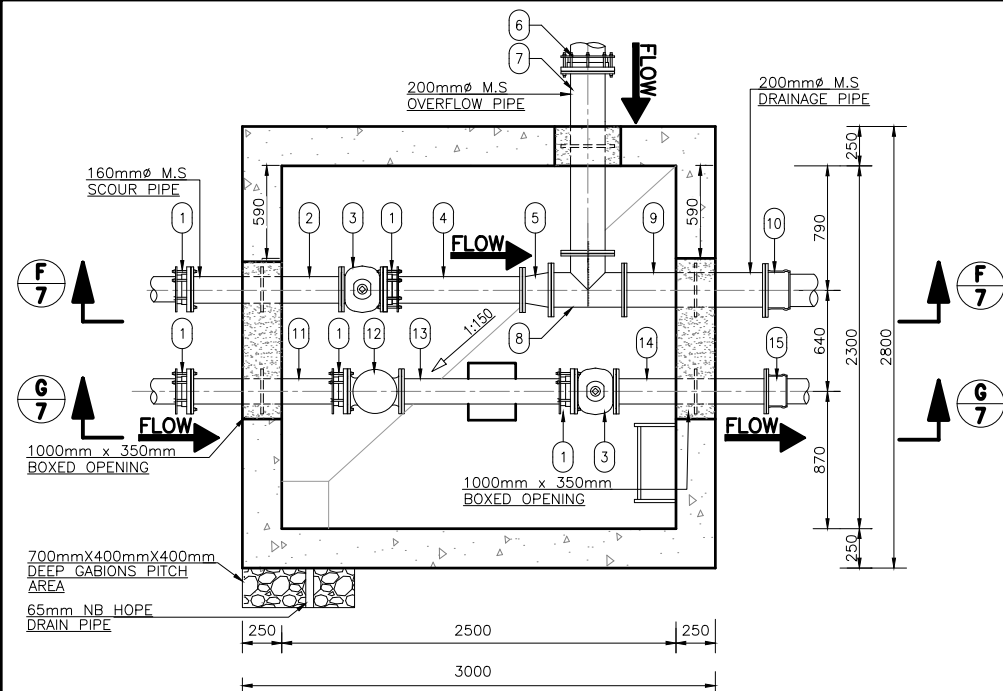 6
7
FLOW
200mmø M.S
OVERFLOW PIPE
200mmø M.S
DRAINAGE PIPE
160mmø M.S
SCOUR PIPE
250
590
590
790
1
2
3
1
4
5
9
10
FLOW
F
7
F
7
8
1:150
640
2300
2800
1
11
1
12
13
14
15
G
7
G
7
FLOW
FLOW
1000mm x 350mm
BOXED OPENING
1
3
1000mm x 350mm
BOXED OPENING
870
250
700mmX400mmX400mm
DEEP GABIONS PITCH
AREA
65mm NB HOPE
DRAIN PIPE
250
2500
250
3000